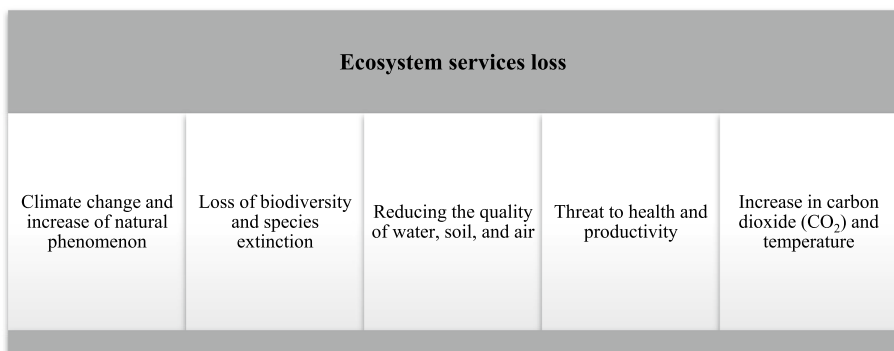 Ecosystem services loss
Climate change and
increase of natural
phenomenon
Loss of biodiversity
and species
extinction
Reducing the quality
of water, soil, and air
Threat to health and
productivity
Increase in carbon
dioxide (CO₂) and
temperature